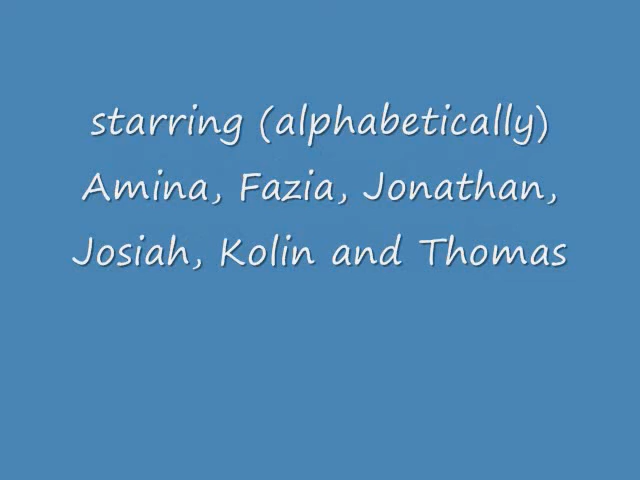 starring (alphabetically)
Amina, Fazia, Jonathan,
Josiah, Kolin and Thomas